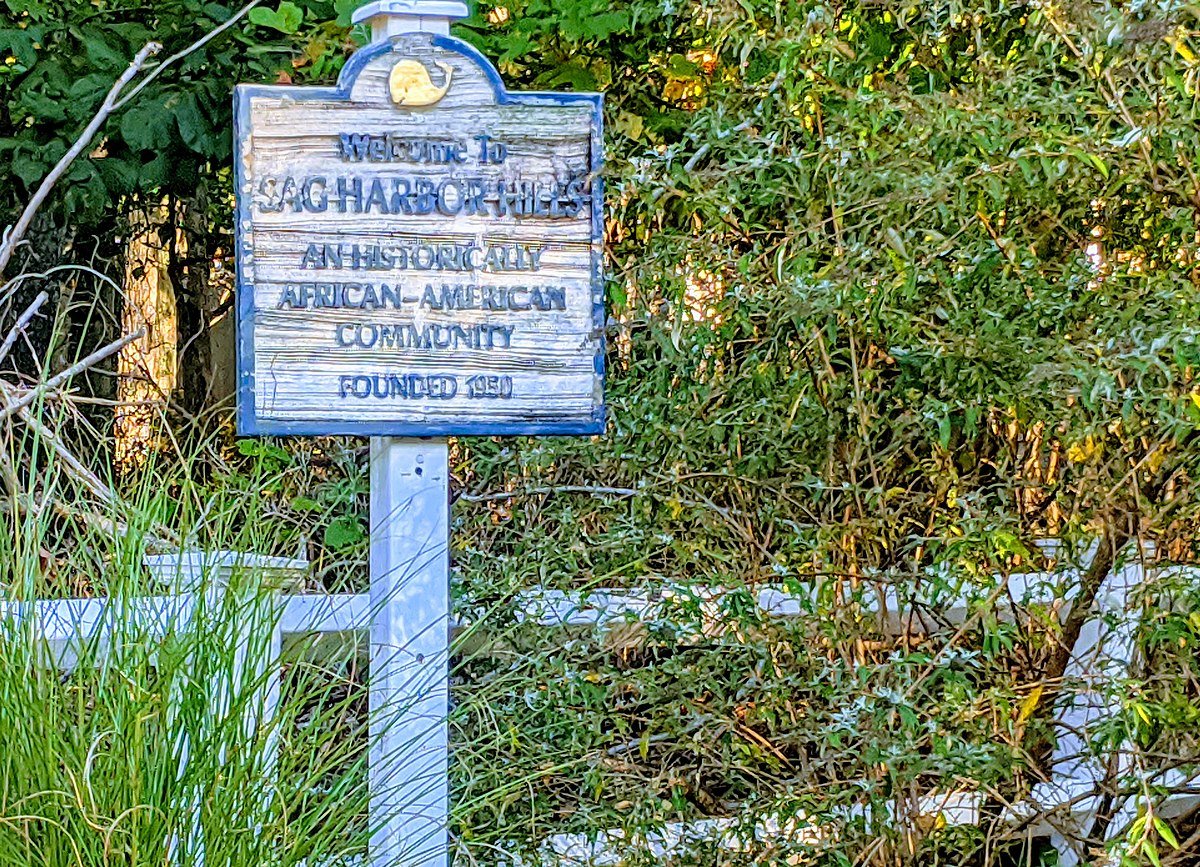 Welcome To
SAG HARBOR HILLS
AN HISTORICALLY
AFRICAN-AMERICAN
COMMUNITY
FOUNDED 1950